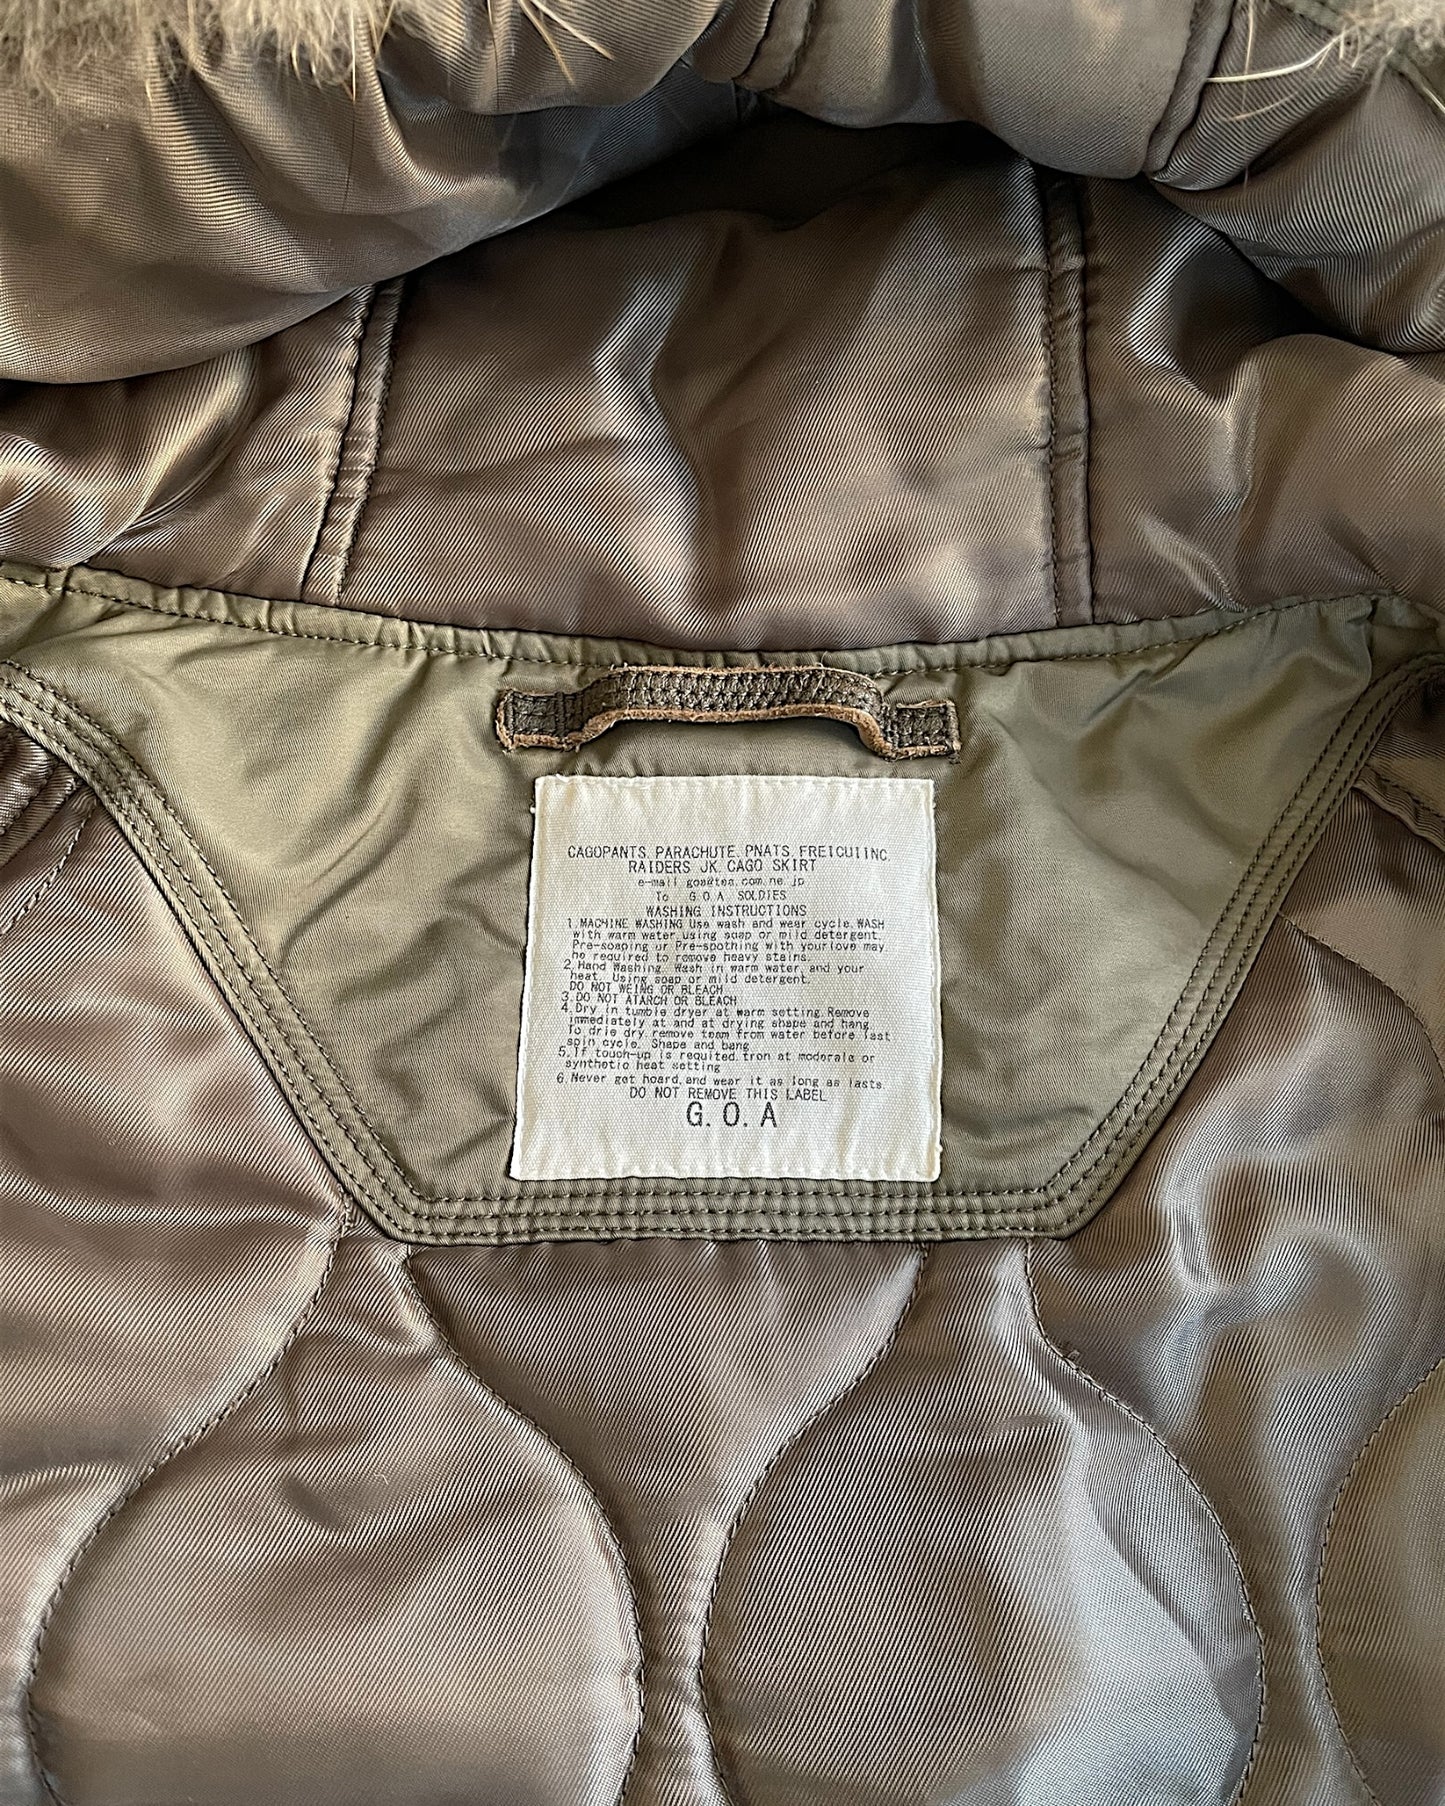 CAGOPANTS. PARACHUTE. PNATS. FREICUIINC.
RAIDERS JK. CAGO SKIRT
e-mail goa@tea.com.ne.jp
To G.O.A SOLDIES
WASHING INSTRUCTIONS
1.MACHINE WASHING Use wash and wear cycle. WASH
with warm water. using soap or mild detergent.
Pre-soaping ur Pre-spothing with your love may
he required to remove heavy stains.
2.Hand Washing. Wash in warm water, and your
heat. Using soap or mild detergent.
DO NOT WEING OR BLEACH
3.DO NOT ATARCH OR BLEACH
4.Dry in tumble dryer at warm setting. Remove
immediately at and at drying shape and hang
To drie dry. remove team from water before last
spin cycle. Shape and bang
5.If touch-up is requited. tron at moderale or
synthetic heat setting
6.Never get hoard, and wear it as long as lasts
DO NOT REMOVE THIS LABEL
G.O.A